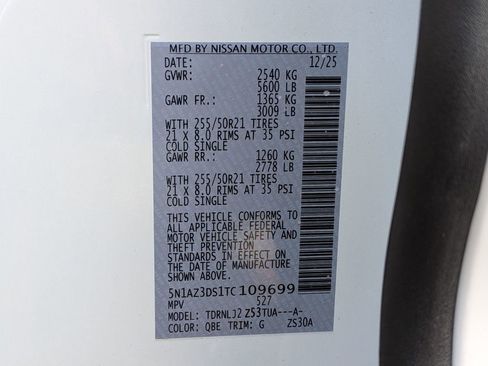 MFD BY NISSAN MOTOR CO., LTD.
DATE: 12/25
GVWR: 2540 KG
5600 LB
GAWR FR.: 1365 KG
3009 LB
WITH 255/50R21 TIRES
21 X 8.0 RIMS AT 35 PSI
COLD SINGLE
GAWR RR.: 1260 KG
2778 LB
WITH 255/50R21 TIRES
21 X 8.0 RIMS AT 35 PSI
COLD SINGLE
THIS VEHICLE CONFORMS TO
ALL APPLICABLE FEDERAL
MOTOR VEHICLE SAFETY AND
THEFT PREVENTION
STANDARDS IN EFFECT ON
THE DATE OF MANUFACTURE
SHOWN ABOVE.
5N1AZ3DS1TC109699
MPV 527
MODEL: TDRNLJ2 Z53TUA---A-
COLOR: QBE TRIM: G ZS30A